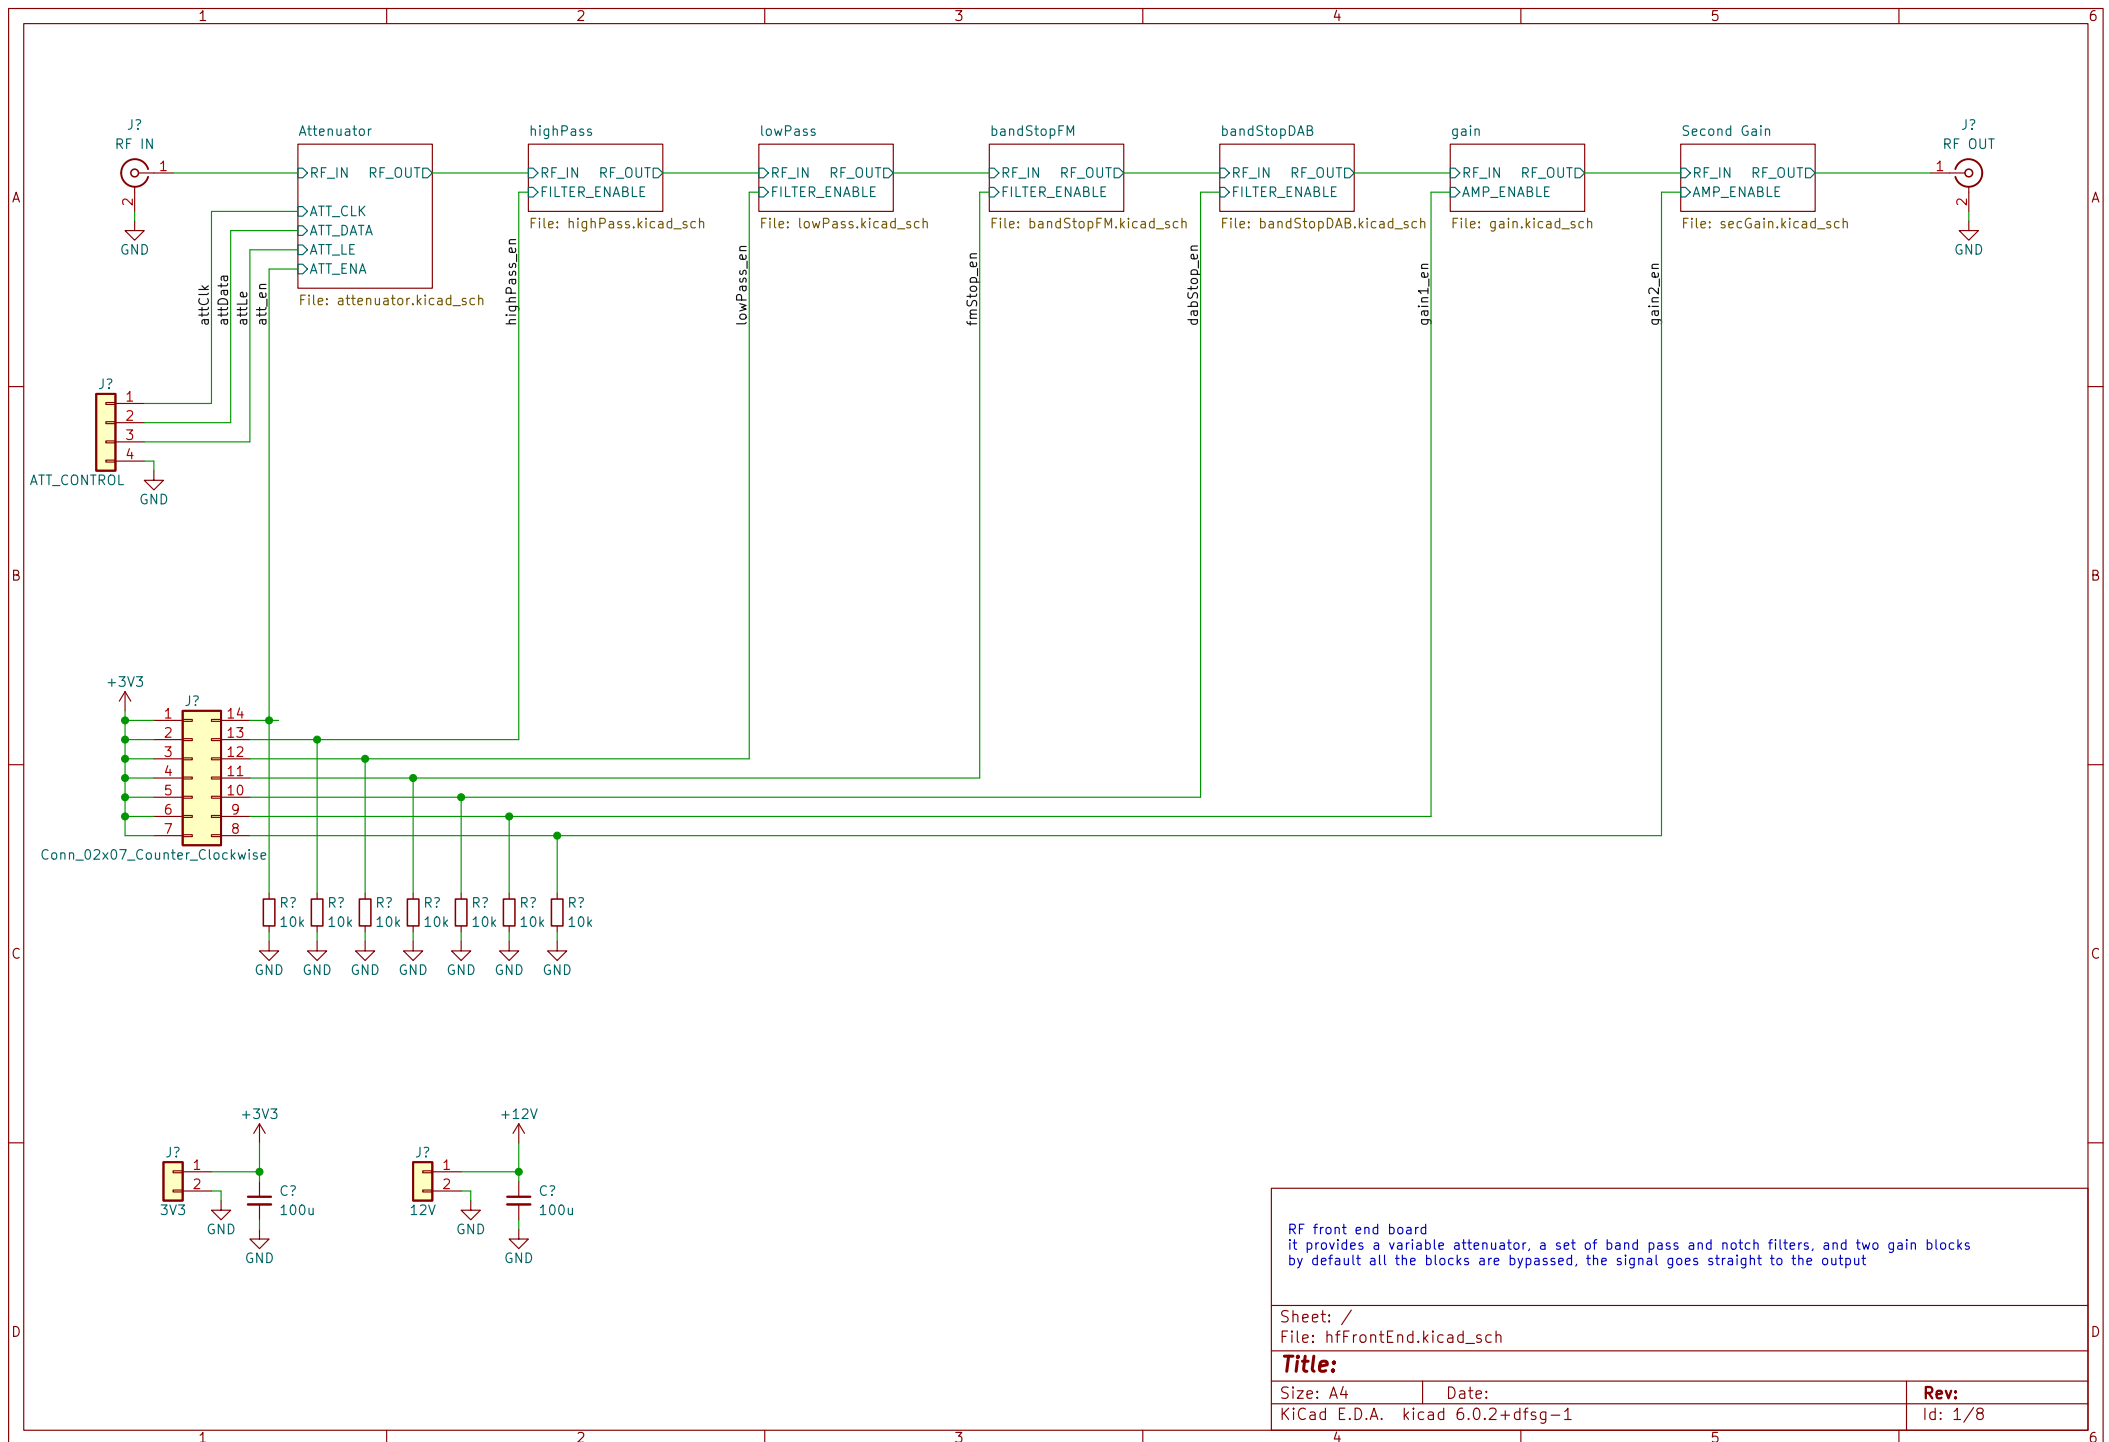 1 2 3 4 5 6
A
B
C
D
A
B
C
D
1 2 3 4 5 6
J?
RF IN
1
2
GND
Attenuator
RF_IN RF_OUT
ATT_CLK
ATT_DATA
ATT_LE
ATT_ENA
File: attenuator.kicad_sch
highPass
RF_IN RF_OUT
FILTER_ENABLE
File: highPass.kicad_sch
lowPass
RF_IN RF_OUT
FILTER_ENABLE
File: lowPass.kicad_sch
bandStopFM
RF_IN RF_OUT
FILTER_ENABLE
File: bandStopFM.kicad_sch
bandStopDAB
RF_IN RF_OUT
FILTER_ENABLE
File: bandStopDAB.kicad_sch
gain
RF_IN RF_OUT
AMP_ENABLE
File: gain.kicad_sch
Second Gain
RF_IN RF_OUT
AMP_ENABLE
File: secGain.kicad_sch
J?
RF OUT
1
2
GND
attClk
attData
attLe
att_en
highPass_en
lowPass_en
fmStop_en
dabStop_en
gain1_en
gain2_en
J?
1
2
3
4
ATT_CONTROL
GND
+3V3
J?
1 14
2 13
3 12
4 11
5 10
6 9
7 8
Conn_02x07_Counter_Clockwise
R? R? R? R? R? R? R?
10k 10k 10k 10k 10k 10k 10k
GND GND GND GND GND GND GND
+3V3
J?
1
2
3V3
GND
C?
100u
GND
+12V
J?
1
2
12V
GND
C?
100u
GND
RF front end board
it provides a variable attenuator, a set of band pass and notch filters, and two gain blocks
by default all the blocks are bypassed, the signal goes straight to the output
Sheet: /
File: hfFrontEnd.kicad_sch
Title:
Size: A4 Date: Rev:
KiCad E.D.A. kicad 6.0.2+dfsg-1 Id: 1/8